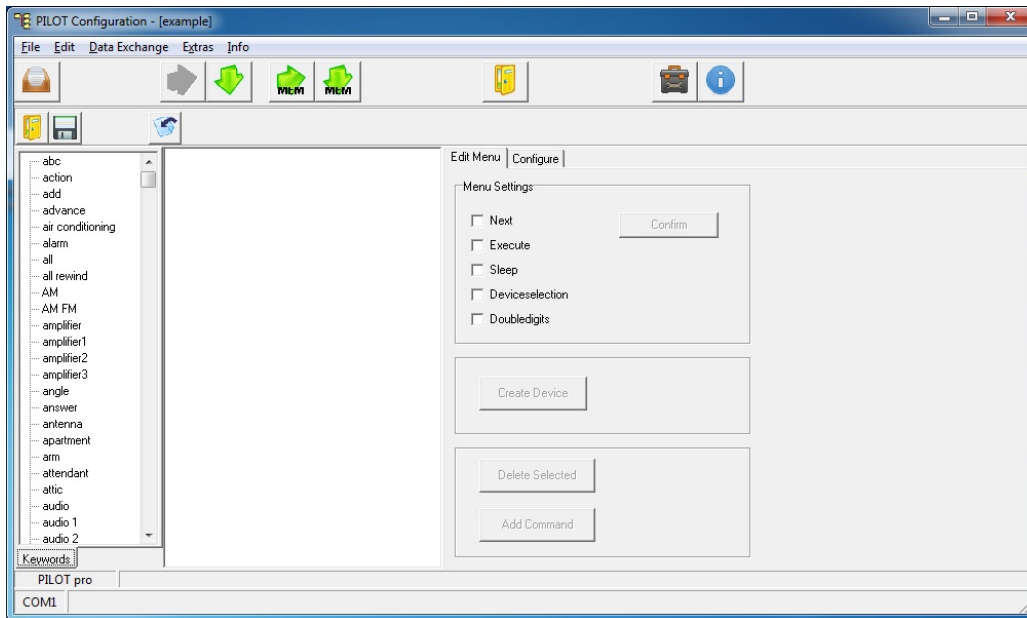 PILOT Configuration - [example]
File Edit Data Exchange Extras Info
MEM MEM
Edit Menu Configure
abc
action
add
advance
air conditioning
alarm
all
all rewind
AM
AM FM
amplifier
amplifier1
amplifier2
amplifier3
angle
answer
antenna
apartment
arm
attendant
attic
audio
audio 1
audio 2
Keywords
Menu Settings
Next
Confirm
Execute
Sleep
Deviceselection
Doubledigits
Create Device
Delete Selected
Add Command
PILOT pro
COM1